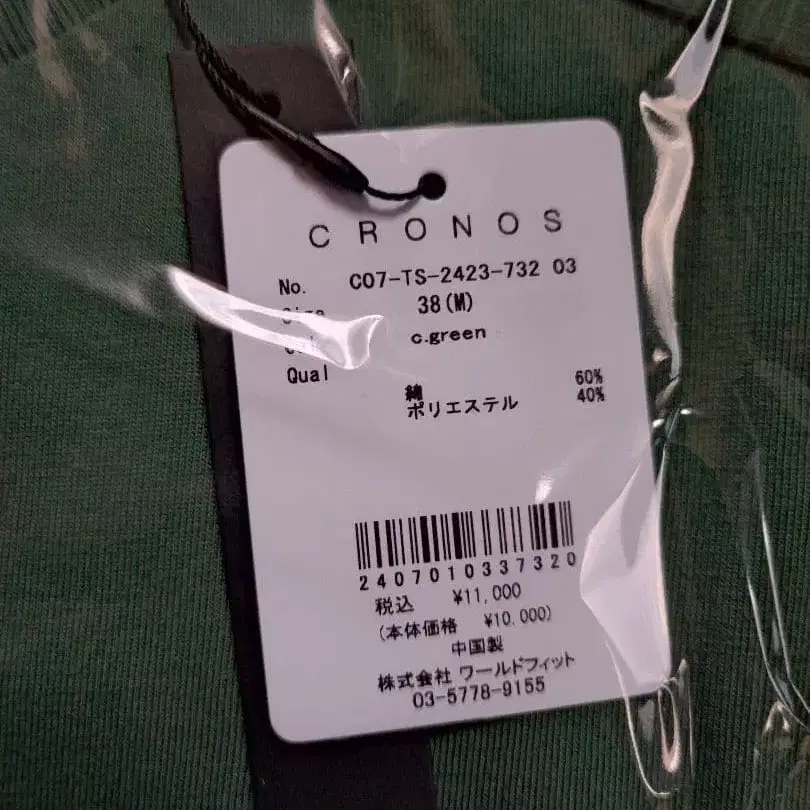 CRONOS
No. C07-TS-2423-732 03
Size 38(M)
c.green
Qual
綿 60%
ポリエステル 40%
2407010337320
税込 ¥11,000
(本体価格 ¥10,000)
中国製
株式会社 ワールドフィット
03-5778-9155